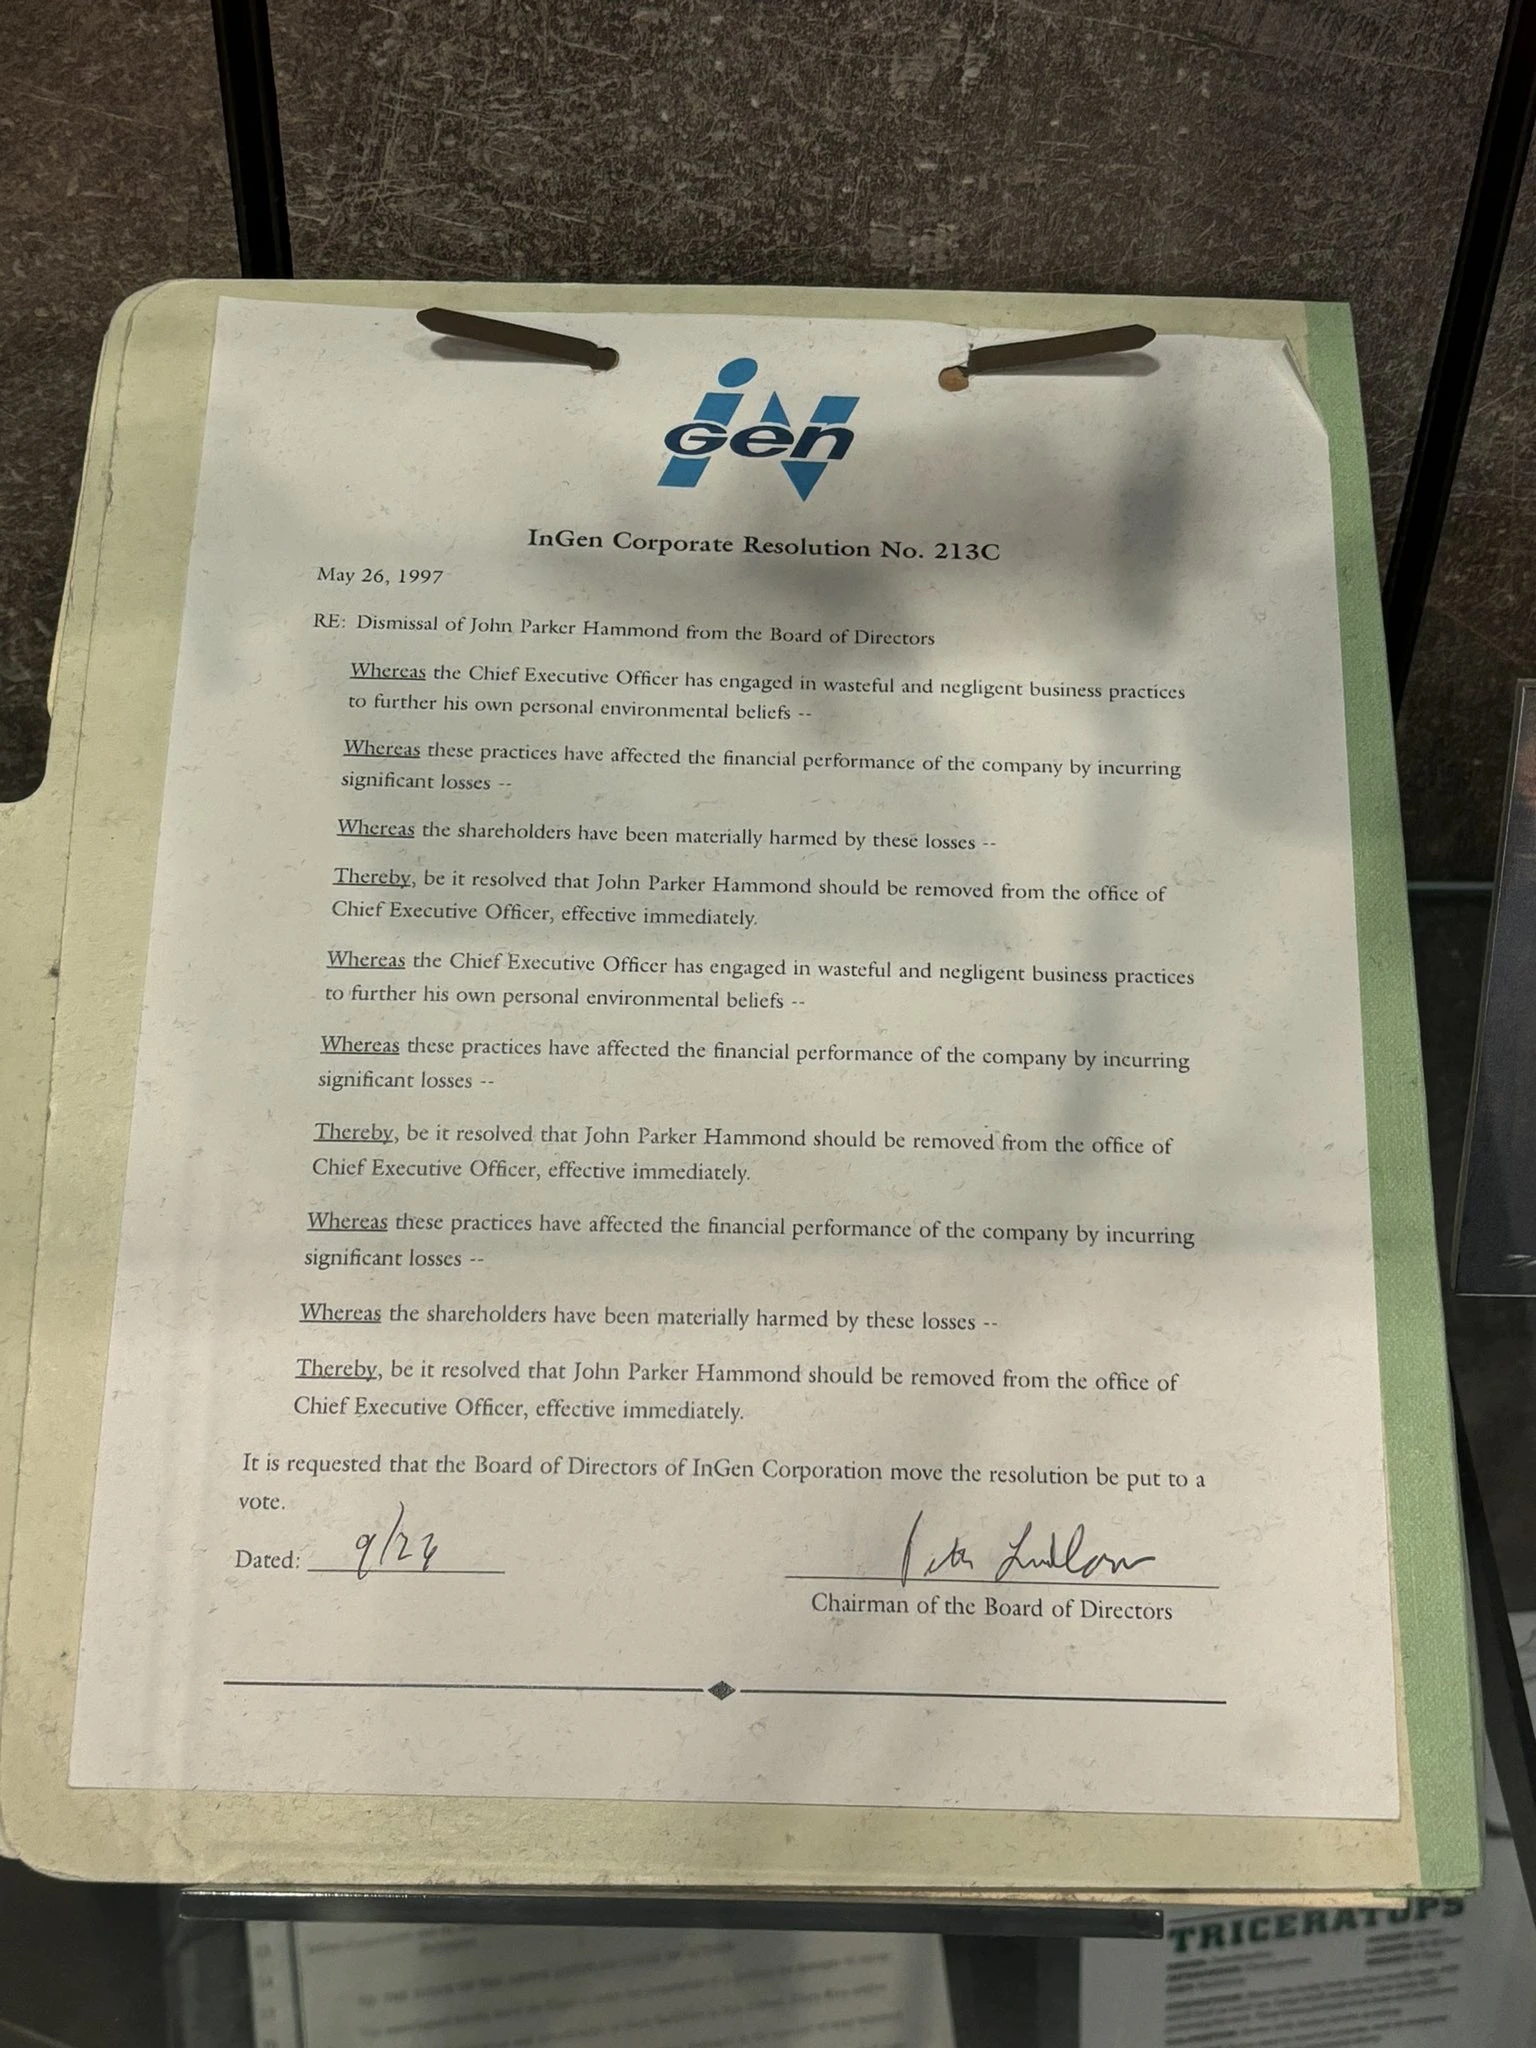 iN
Gen
InGen Corporate Resolution No. 213C
May 26, 1997
RE: Dismissal of John Parker Hammond from the Board of Directors
Whereas the Chief Executive Officer has engaged in wasteful and negligent business practices
to further his own personal environmental beliefs --
Whereas these practices have affected the financial performance of the company by incurring
significant losses --
Whereas the shareholders have been materially harmed by these losses --
Thereby, be it resolved that John Parker Hammond should be removed from the office of
Chief Executive Officer, effective immediately.
Whereas the Chief Executive Officer has engaged in wasteful and negligent business practices
to further his own personal environmental beliefs --
Whereas these practices have affected the financial performance of the company by incurring
significant losses --
Thereby, be it resolved that John Parker Hammond should be removed from the office of
Chief Executive Officer, effective immediately.
Whereas these practices have affected the financial performance of the company by incurring
significant losses --
Whereas the shareholders have been materially harmed by these losses --
Thereby, be it resolved that John Parker Hammond should be removed from the office of
Chief Executive Officer, effective immediately.
It is requested that the Board of Directors of InGen Corporation move the resolution be put to a
vote.
Dated: 9/26 Peter Ludlow
Chairman of the Board of Directors
TRICERATOPS